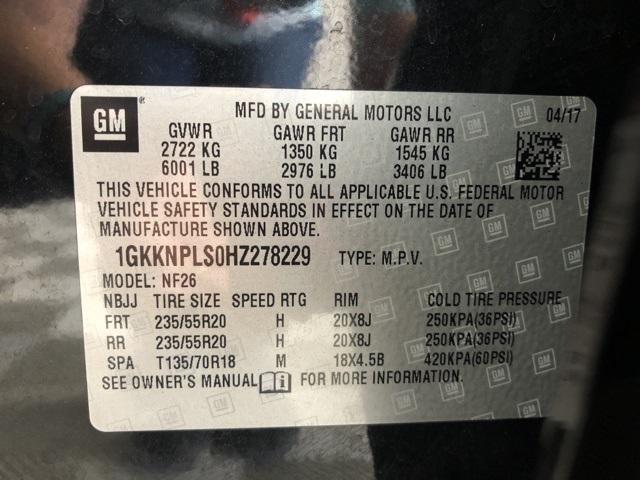 GM ®
MFD BY GENERAL MOTORS LLC 04/17
GVWR GAWR FRT GAWR RR
2722 KG 1350 KG 1545 KG
6001 LB 2976 LB 3406 LB
THIS VEHICLE CONFORMS TO ALL APPLICABLE U.S. FEDERAL MOTOR
VEHICLE SAFETY STANDARDS IN EFFECT ON THE DATE OF
MANUFACTURE SHOWN ABOVE.
1GKKNPLS0HZ278229 TYPE: M.P.V.
MODEL: NF26
NBJJ TIRE SIZE SPEED RTG RIM COLD TIRE PRESSURE
FRT 235/55R20 H 20X8J 250KPA(36PSI)
RR 235/55R20 H 20X8J 250KPA(36PSI)
SPA T135/70R18 M 18X4.5B 420KPA(60PSI)
SEE OWNER'S MANUAL FOR MORE INFORMATION.